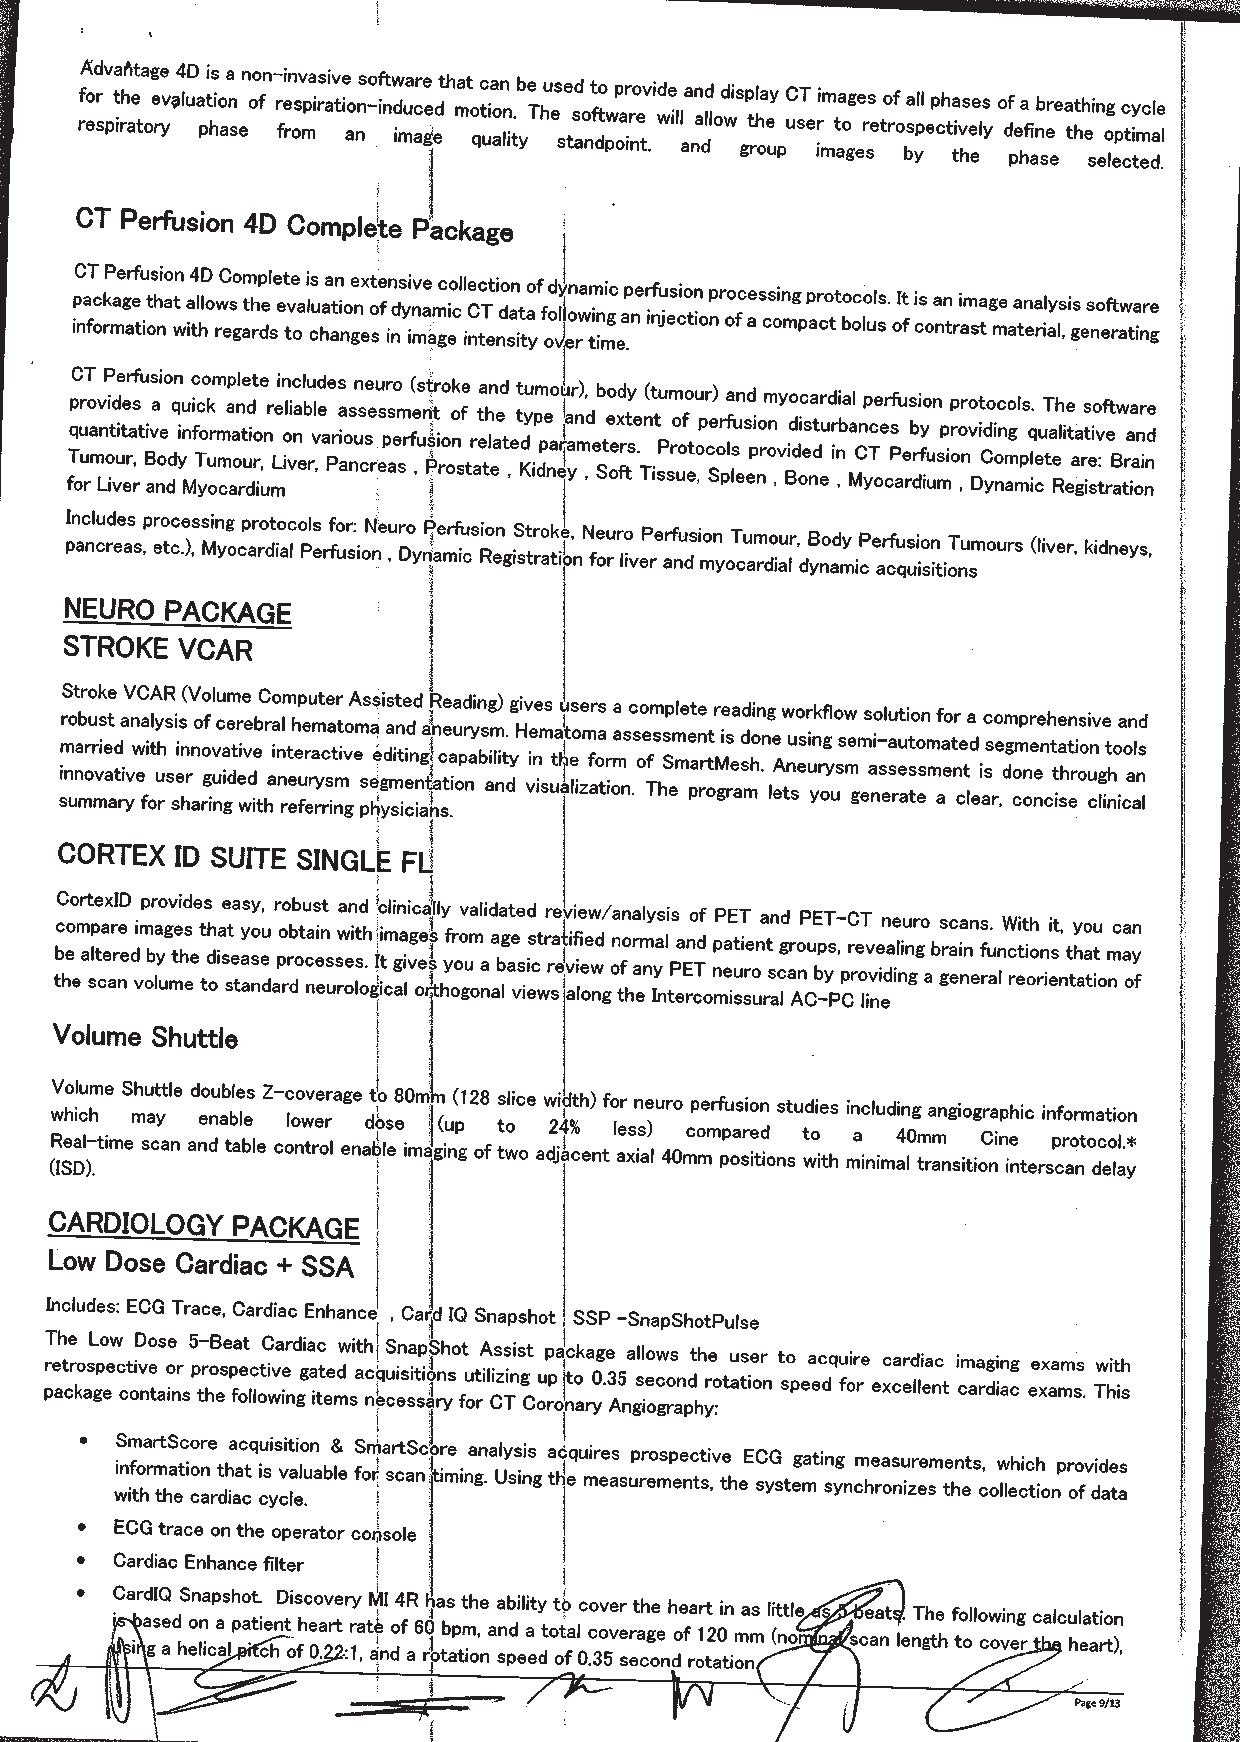 Advantage 4D is a non-invasive software that can be used to provide and display CT images of all phases of a breathing cycle
for the evaluation of respiration-induced motion. The software will allow the user to retrospectively define the optimal
respiratory phase from an image quality standpoint. and group images by the phase selected.
CT Perfusion 4D Complete Package
CT Perfusion 4D Complete is an extensive collection of dynamic perfusion processing protocols. It is an image analysis software
package that allows the evaluation of dynamic CT data following an injection of a compact bolus of contrast material, generating
information with regards to changes in image intensity over time.
CT Perfusion complete includes neuro (stroke and tumour), body (tumour) and myocardial perfusion protocols. The software
provides a quick and reliable assessment of the type and extent of perfusion disturbances by providing qualitative and
quantitative information on various perfusion related parameters. Protocols provided in CT Perfusion Complete are: Brain
Tumour, Body Tumour, Liver, Pancreas , Prostate , Kidney , Soft Tissue, Spleen , Bone , Myocardium , Dynamic Registration
for Liver and Myocardium
Includes processing protocols for: Neuro Perfusion Stroke, Neuro Perfusion Tumour, Body Perfusion Tumours (liver, kidneys,
pancreas, etc.), Myocardial Perfusion , Dynamic Registration for liver and myocardial dynamic acquisitions
NEURO PACKAGE
STROKE VCAR
Stroke VCAR (Volume Computer Assisted Reading) gives users a complete reading workflow solution for a comprehensive and
robust analysis of cerebral hematoma and aneurysm. Hematoma assessment is done using semi-automated segmentation tools
married with innovative interactive editing capability in the form of SmartMesh. Aneurysm assessment is done through an
innovative user guided aneurysm segmentation and visualization. The program lets you generate a clear, concise clinical
summary for sharing with referring physicians.
CORTEX ID SUITE SINGLE FL
CortexID provides easy, robust and clinically validated review/analysis of PET and PET-CT neuro scans. With it, you can
compare images that you obtain with images from age stratified normal and patient groups, revealing brain functions that may
be altered by the disease processes. It gives you a basic review of any PET neuro scan by providing a general reorientation of
the scan volume to standard neurological orthogonal views along the Intercomissural AC-PC line
Volume Shuttle
Volume Shuttle doubles Z-coverage to 80mm (128 slice width) for neuro perfusion studies including angiographic information
which may enable lower dose (up to 24% less) compared to a 40mm Cine protocol.*
Real-time scan and table control enable imaging of two adjacent axial 40mm positions with minimal transition interscan delay
(ISD).
CARDIOLOGY PACKAGE
Low Dose Cardiac + SSA
Includes: ECG Trace, Cardiac Enhance , Card IQ Snapshot SSP -SnapShotPulse
The Low Dose 5-Beat Cardiac with SnapShot Assist package allows the user to acquire cardiac imaging exams with
retrospective or prospective gated acquisitions utilizing up to 0.35 second rotation speed for excellent cardiac exams. This
package contains the following items necessary for CT Coronary Angiography:
• SmartScore acquisition & SmartScore analysis acquires prospective ECG gating measurements, which provides
information that is valuable for scan timing. Using the measurements, the system synchronizes the collection of data
with the cardiac cycle.
• ECG trace on the operator console
• Cardiac Enhance filter
• CardIQ Snapshot. Discovery MI 4R has the ability to cover the heart in as little as 5 beats. The following calculation
is based on a patient heart rate of 60 bpm, and a total coverage of 120 mm (nominal scan length to cover the heart),
using a helical pitch of 0.22:1, and a rotation speed of 0.35 second rotation
Page 9/13